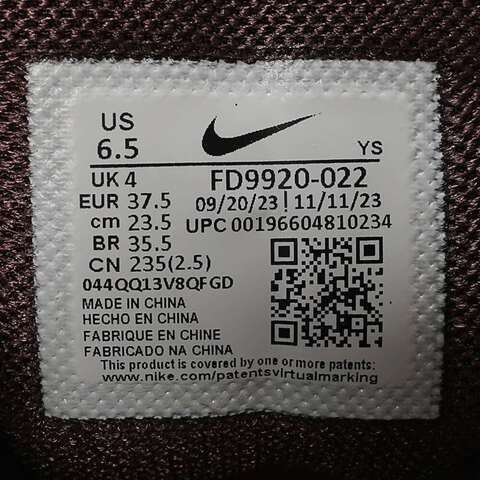 US
6.5
YS
UK 4
FD9920-022
EUR 37.5
09/20/23 | 11/11/23
cm 23.5
UPC 00196604810234
BR 35.5
CN 235(2.5)
044QQ13V8QFGD
MADE IN CHINA
HECHO EN CHINA
FABRIQUE EN CHINE
FABRICADO NA CHINA
This product is covered by one or more patents:
www.nike.com/patentsvirtualmarking